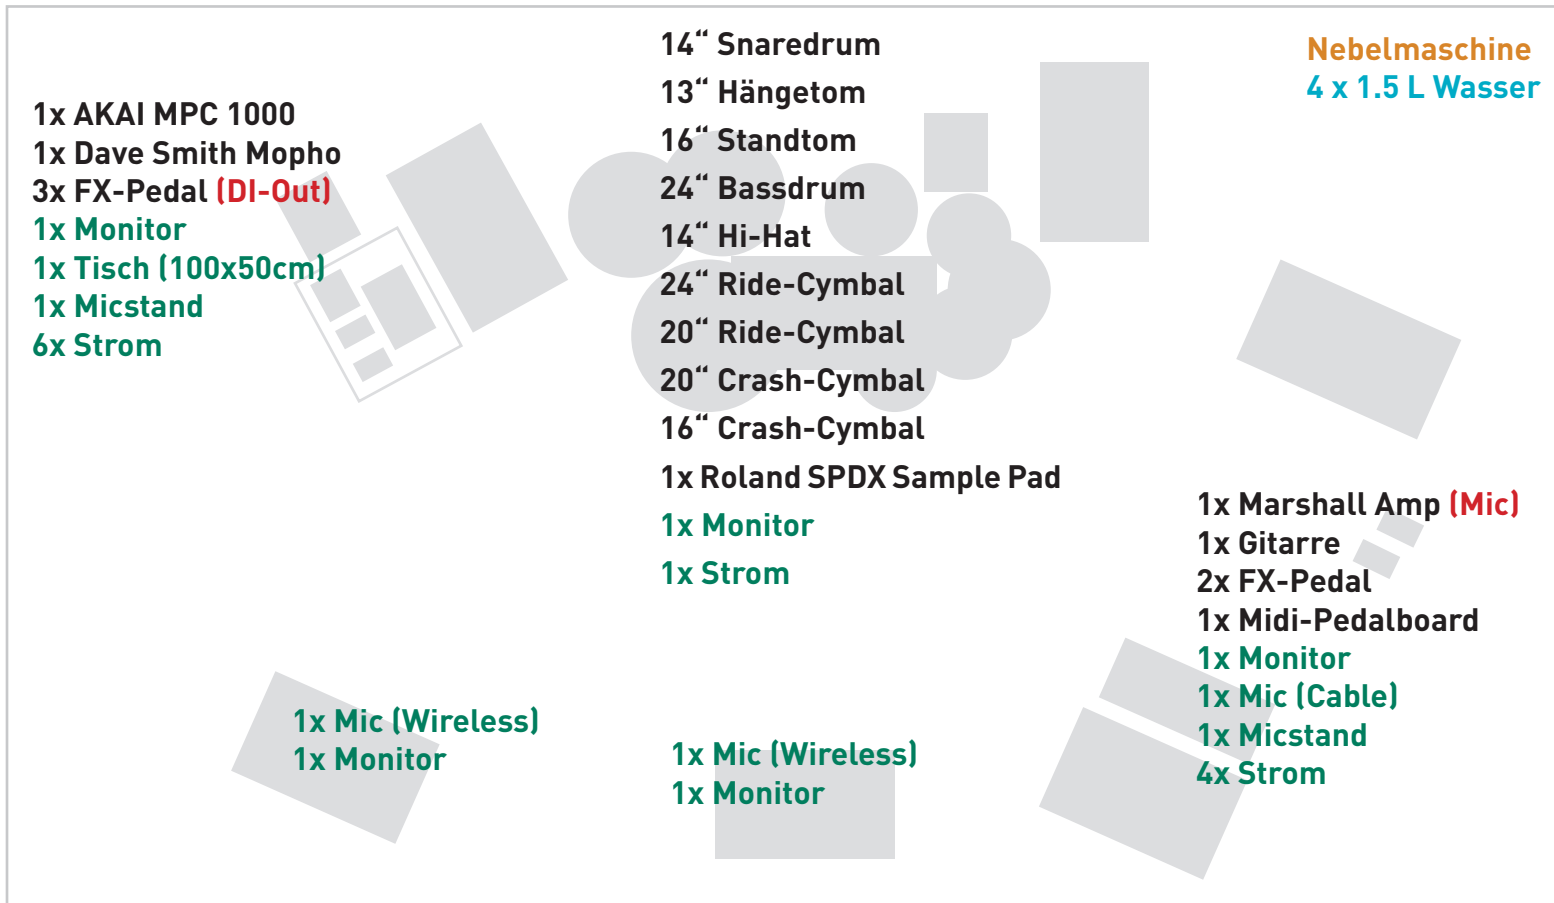 1x AKAI MPC 1000
1x Dave Smith Mopho
3x FX-Pedal (DI-Out)
1x Monitor
1x Tisch (100x50cm)
1x Micstand
6x Strom
14“ Snaredrum
13“ Hängetom
16“ Standtom
24“ Bassdrum
14“ Hi-Hat
24“ Ride-Cymbal
20“ Ride-Cymbal
20“ Crash-Cymbal
16“ Crash-Cymbal
1x Roland SPDX Sample Pad
1x Monitor
1x Strom
Nebelmaschine
4 x 1.5 L Wasser
1x Marshall Amp (Mic)
1x Gitarre
2x FX-Pedal
1x Midi-Pedalboard
1x Monitor
1x Mic (Cable)
1x Micstand
4x Strom
1x Mic (Wireless)
1x Monitor
1x Mic (Wireless)
1x Monitor